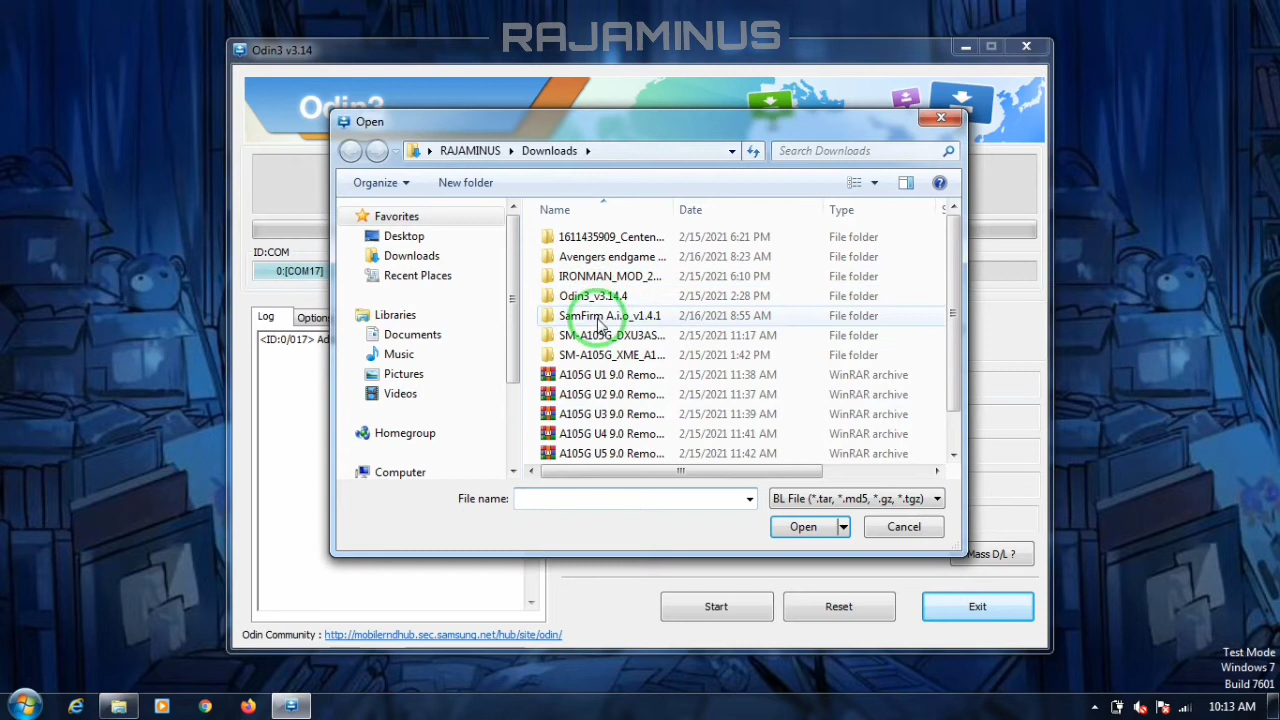 RAJAMINUS
Odin3 v3.14
Odin3
Open
RAJAMINUS
Downloads
Search Downloads
Organize
New folder
Name
Date
Type
S
Favorites
Desktop
Downloads
Recent Places
Libraries
Documents
Music
Pictures
Videos
Homegroup
Computer
1611435909_Centen... 2/15/2021 6:21 PM File folder
Avengers endgame ... 2/16/2021 8:23 AM File folder
IRONMAN_MOD_2... 2/15/2021 6:10 PM File folder
Odin3_v3.14.4 2/15/2021 2:28 PM File folder
SamFirm A.i.o_v1.4.1 2/16/2021 8:55 AM File folder
SM-A105G_DXU3AS... 2/15/2021 11:17 AM File folder
SM-A105G_XME_A1... 2/15/2021 1:42 PM File folder
A105G U1 9.0 Remo... 2/15/2021 11:38 AM WinRAR archive
A105G U2 9.0 Remo... 2/15/2021 11:37 AM WinRAR archive
A105G U3 9.0 Remo... 2/15/2021 11:39 AM WinRAR archive
A105G U4 9.0 Remo... 2/15/2021 11:41 AM WinRAR archive
A105G U5 9.0 Remo... 2/15/2021 11:42 AM WinRAR archive
File name:
BL File (*.tar, *.md5, *.gz, *.tgz)
Open
Cancel
ID:COM
0:[COM17]
Log
Options
<ID:0/017> Ad
Mass D/L ?
Start
Reset
Exit
Odin Community : http://mobilerndhub.sec.samsung.net/hub/site/odin/
Test Mode
Windows 7
Build 7601
10:13 AM